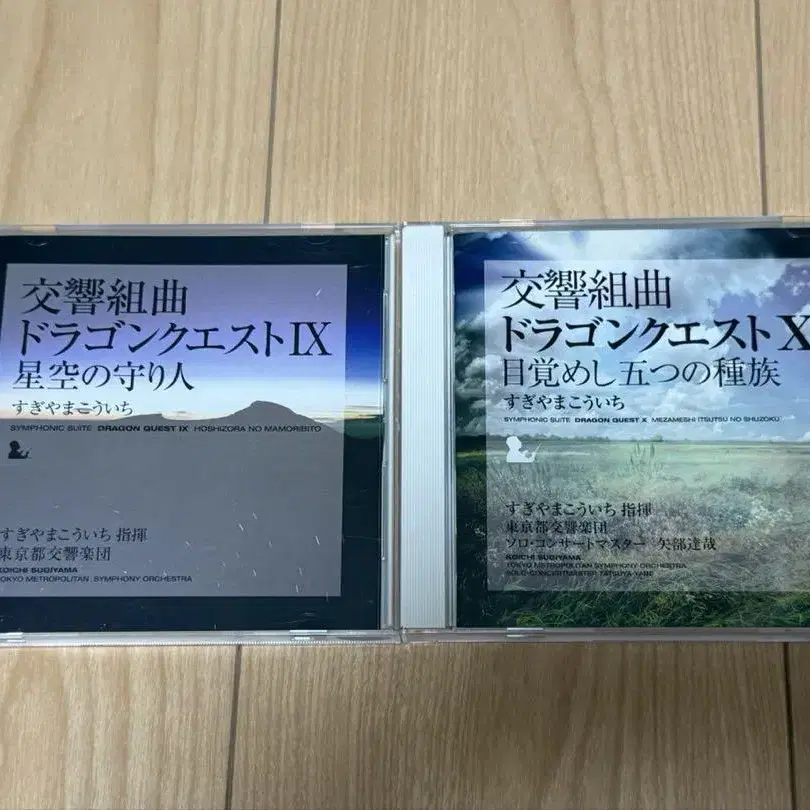 交響組曲
ドラゴンクエストIX
星空の守り人
すぎやまこういち
SYMPHONIC SUITE DRAGON QUEST IX HOSHIZORA NO MAMORIBITO
すぎやまこういち 指揮
東京都交響楽団
KOICHI SUGIYAMA
TOKYO METROPOLITAN SYMPHONY ORCHESTRA
交響組曲
ドラゴンクエストX
目覚めし五つの種族
すぎやまこういち
SYMPHONIC SUITE DRAGON QUEST X MEZAMESHI ITSUTSU NO SHUZOKU
すぎやまこういち 指揮
東京都交響楽団
ソロ・コンサートマスター 矢部達哉
KOICHI SUGIYAMA
TOKYO METROPOLITAN SYMPHONY ORCHESTRA
SOLO-CONCERTMASTER TATSUYA YABE